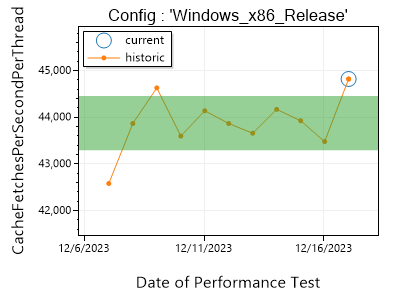 Config : 'Windows_x86_Release'
current
historic
CacheFetchesPerSecondPerThread
45,000
44,000
43,000
42,000
12/6/2023
12/11/2023
12/16/2023
Date of Performance Test